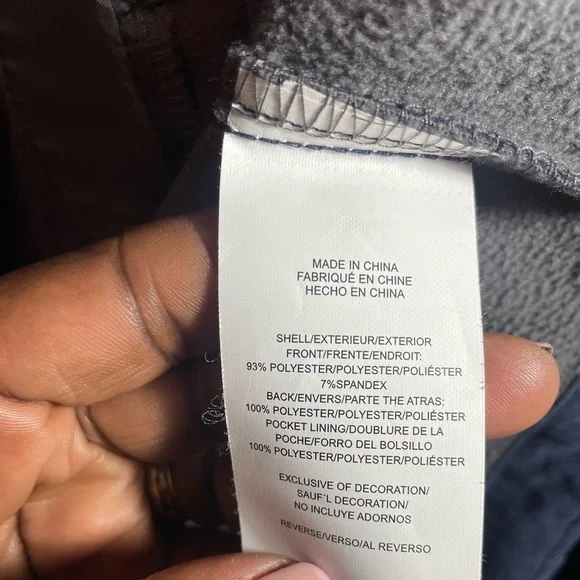 MADE IN CHINA
FABRIQUÉ EN CHINE
HECHO EN CHINA
SHELL/EXTERIEUR/EXTERIOR
FRONT/FRENTE/ENDROIT:
93% POLYESTER/POLYESTER/POLIÉSTER
7%SPANDEX
BACK/ENVERS/PARTE THE ATRAS:
100% POLYESTER/POLYESTER/POLIÉSTER
POCKET LINING/DOUBLURE DE LA
POCHE/FORRO DEL BOLSILLO
100% POLYESTER/POLYESTER/POLIÉSTER
EXCLUSIVE OF DECORATION/
SAUF´L DECORATION/
NO INCLUYE ADORNOS
REVERSE/VERSO/AL REVERSO